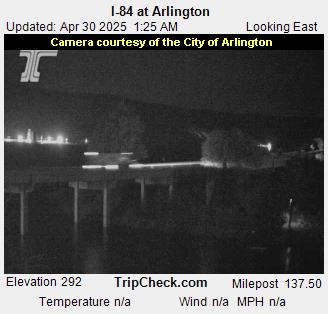 I-84 at Arlington
Updated: Apr 30 2025 1:25 AM Looking East
Camera courtesy of the City of Arlington
Elevation 292 TripCheck.com Milepost 137.50
Temperature n/a Wind n/a MPH n/a